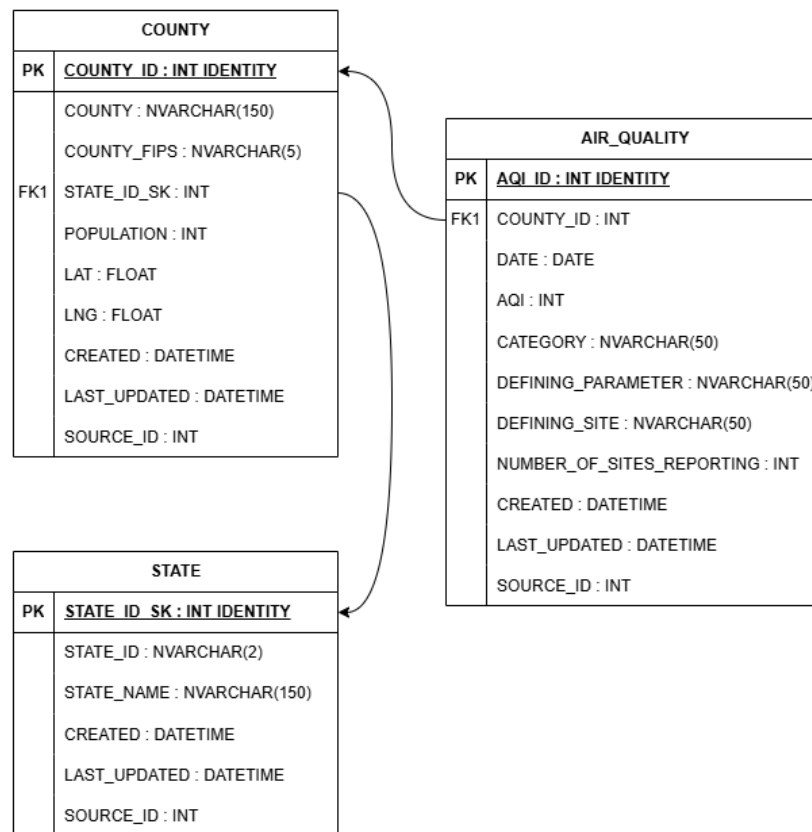 COUNTY
PK COUNTY_ID : INT IDENTITY
COUNTY : NVARCHAR(150)
COUNTY_FIPS : NVARCHAR(5)
FK1 STATE_ID_SK : INT
POPULATION : INT
LAT : FLOAT
LNG : FLOAT
CREATED : DATETIME
LAST_UPDATED : DATETIME
SOURCE_ID : INT
AIR_QUALITY
PK AQI_ID : INT IDENTITY
FK1 COUNTY_ID : INT
DATE : DATE
AQI : INT
CATEGORY : NVARCHAR(50)
DEFINING_PARAMETER : NVARCHAR(50)
DEFINING_SITE : NVARCHAR(50)
NUMBER_OF_SITES_REPORTING : INT
CREATED : DATETIME
LAST_UPDATED : DATETIME
SOURCE_ID : INT
STATE
PK STATE_ID_SK : INT IDENTITY
STATE_ID : NVARCHAR(2)
STATE_NAME : NVARCHAR(150)
CREATED : DATETIME
LAST_UPDATED : DATETIME
SOURCE_ID : INT